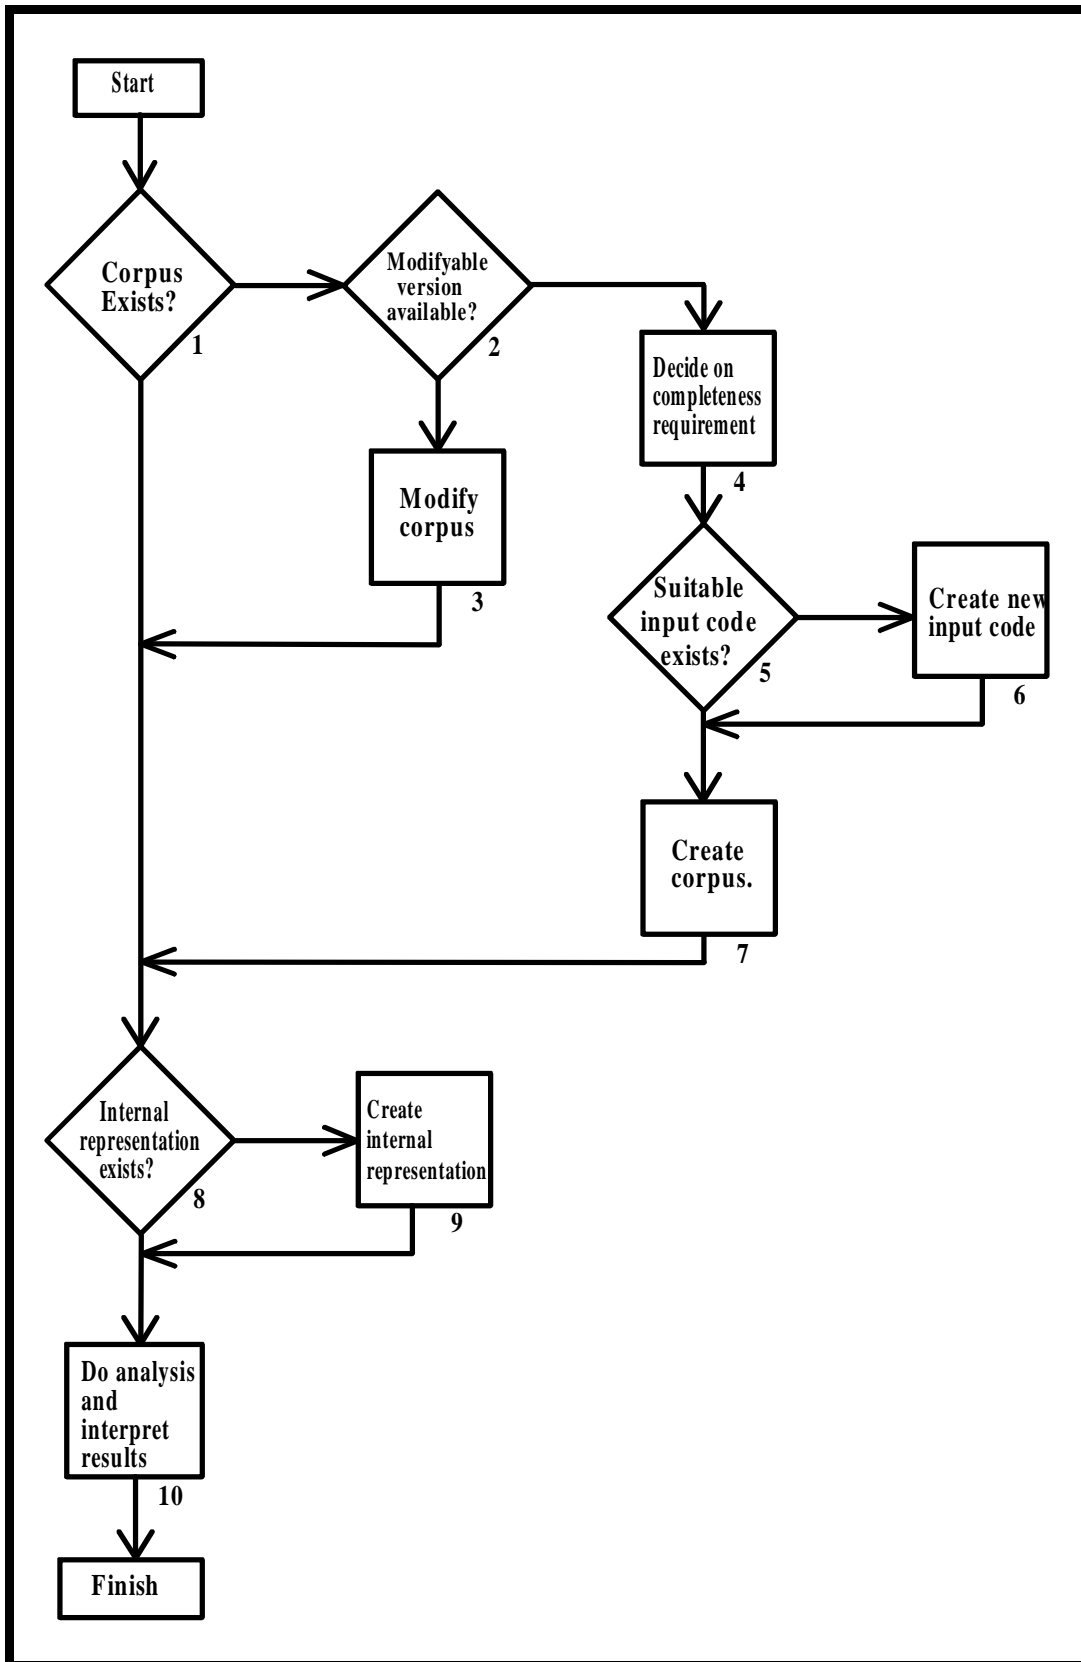 Start
Corpus
Exists?
1
Modifyable
version
available?
2
Modify
corpus
3
Decide on
completeness
requirement
4
Suitable
input code
exists?
5
Create new
input code
6
Create
corpus.
7
Internal
representation
exists?
8
Create
internal
representation
9
Do analysis
and
interpret
results
10
Finish